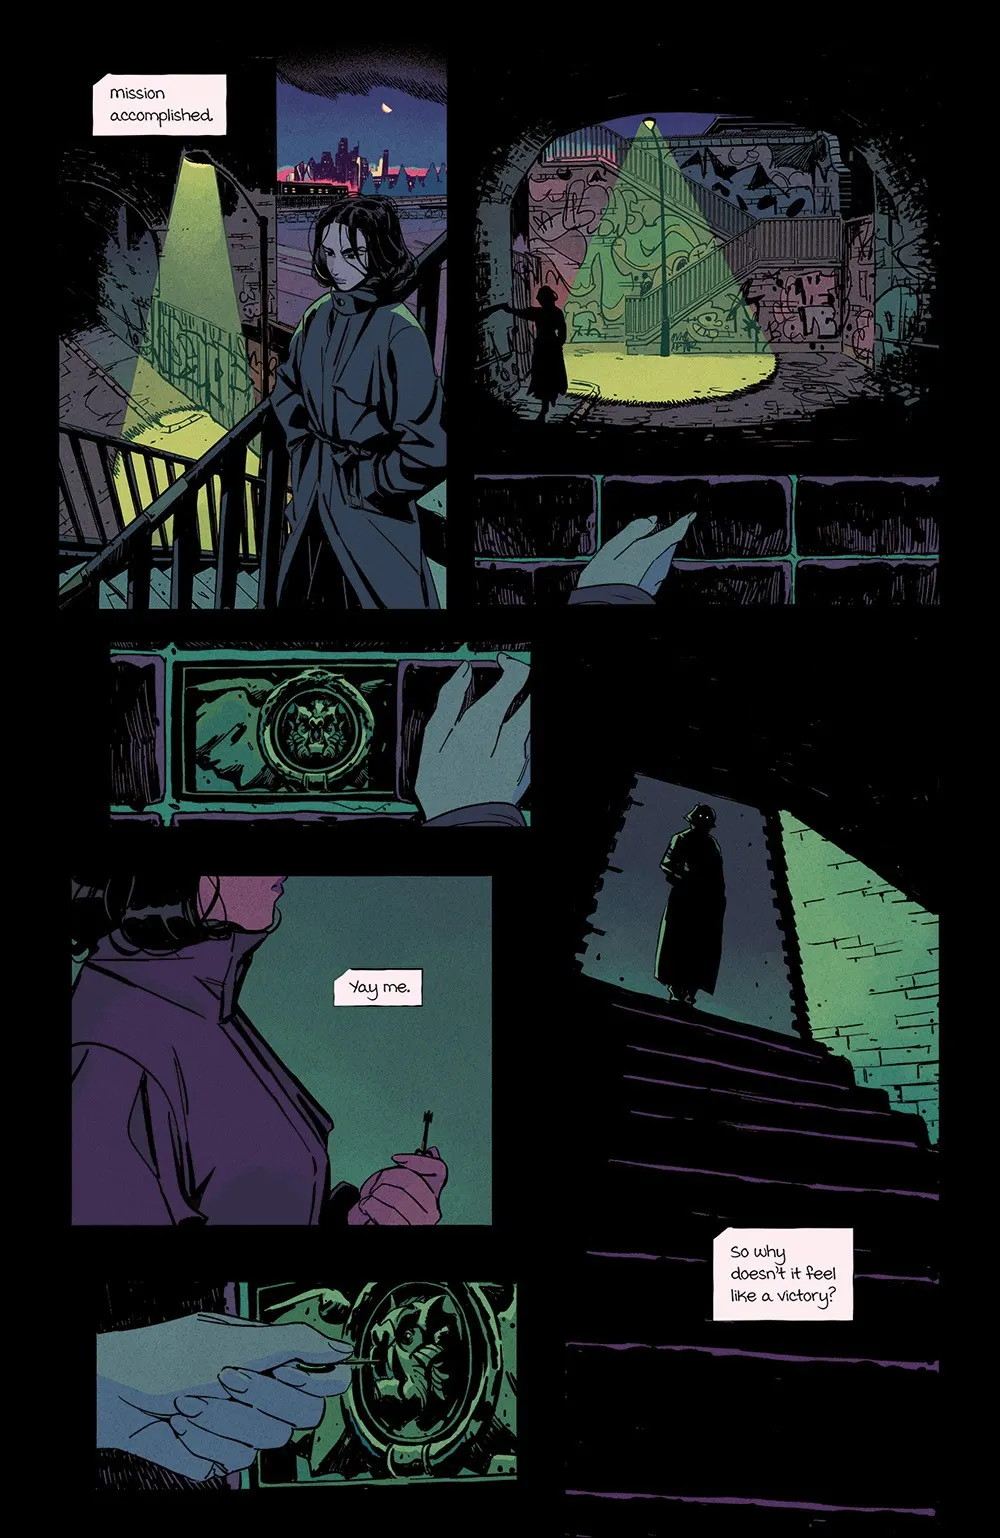 mission
accomplished.
Yay me.
So why
doesn't it feel
like a victory?